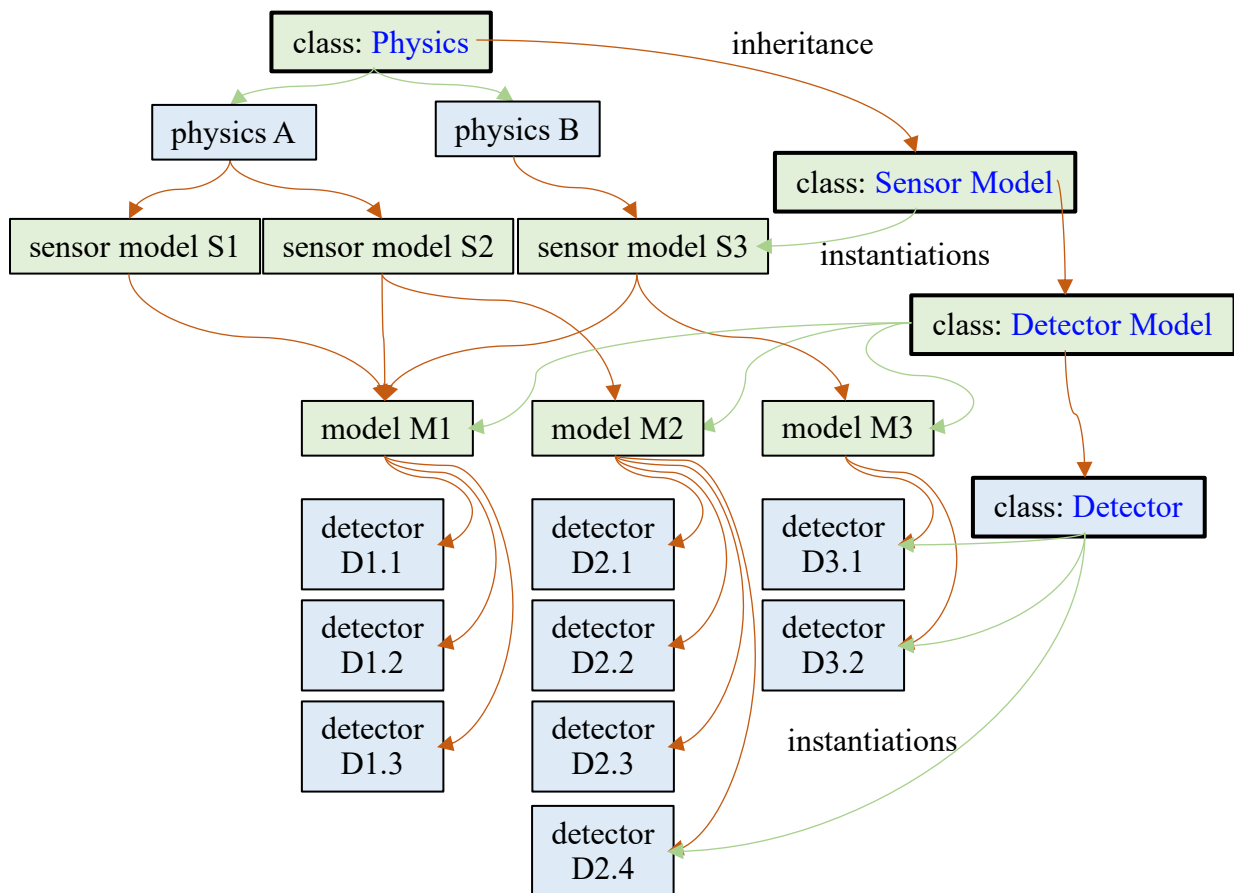 class: Physics
inheritance
physics A
physics B
class: Sensor Model
sensor model S1
sensor model S2
sensor model S3
instantiations
class: Detector Model
model M1
model M2
model M3
class: Detector
detector
D1.1
detector
D2.1
detector
D3.1
detector
D1.2
detector
D2.2
detector
D3.2
detector
D1.3
detector
D2.3
instantiations
detector
D2.4